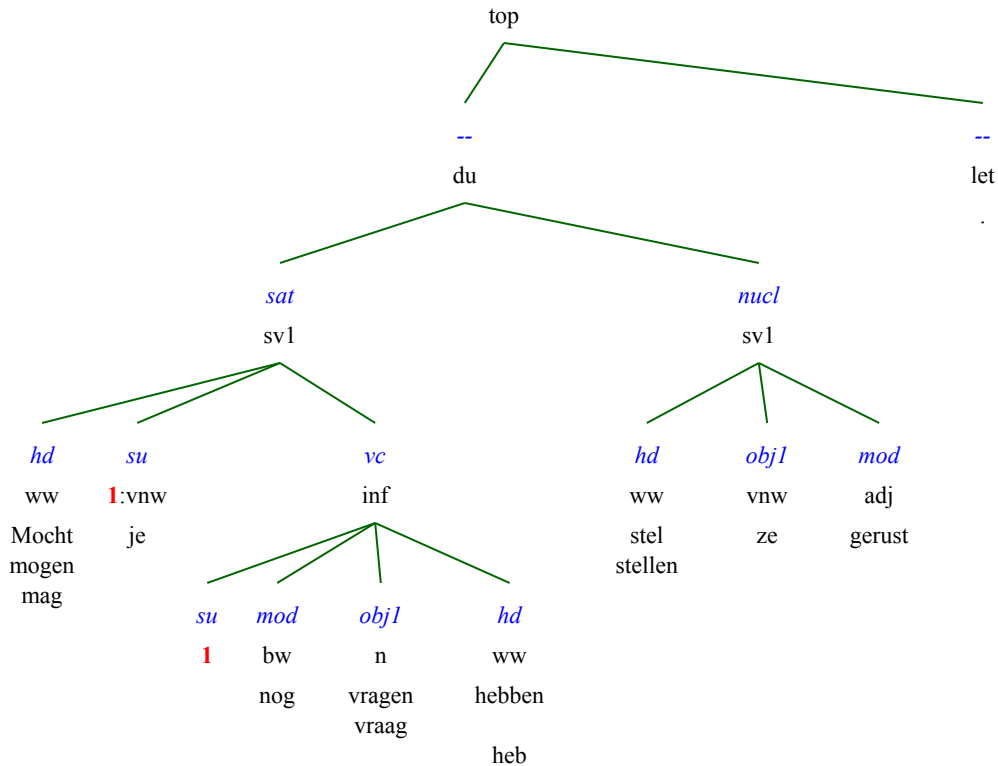 top
-- --
du let
.
sat nucl
sv1 sv1
hd su vc hd obj1 mod
ww 1:vnw inf ww vnw adj
Mocht je stel ze gerust
mogen stellen
mag
su mod obj1 hd
1 bw n ww
nog vragen hebben
vraag
heb